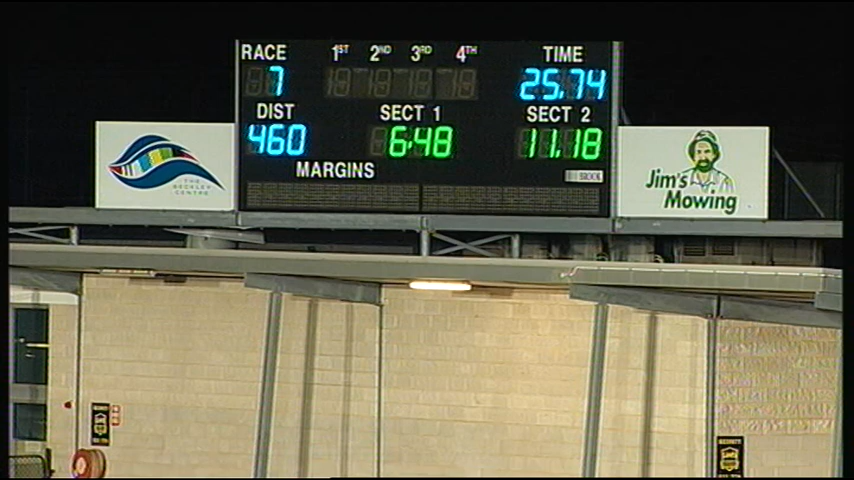 RACE 1ST 2ND 3RD 4TH TIME
7 25.74
DIST SECT 1 SECT 2
460 6.48 11.18
MARGINS
THE
BECKLEY
CENTRE
Jim's
Mowing
SECURITY